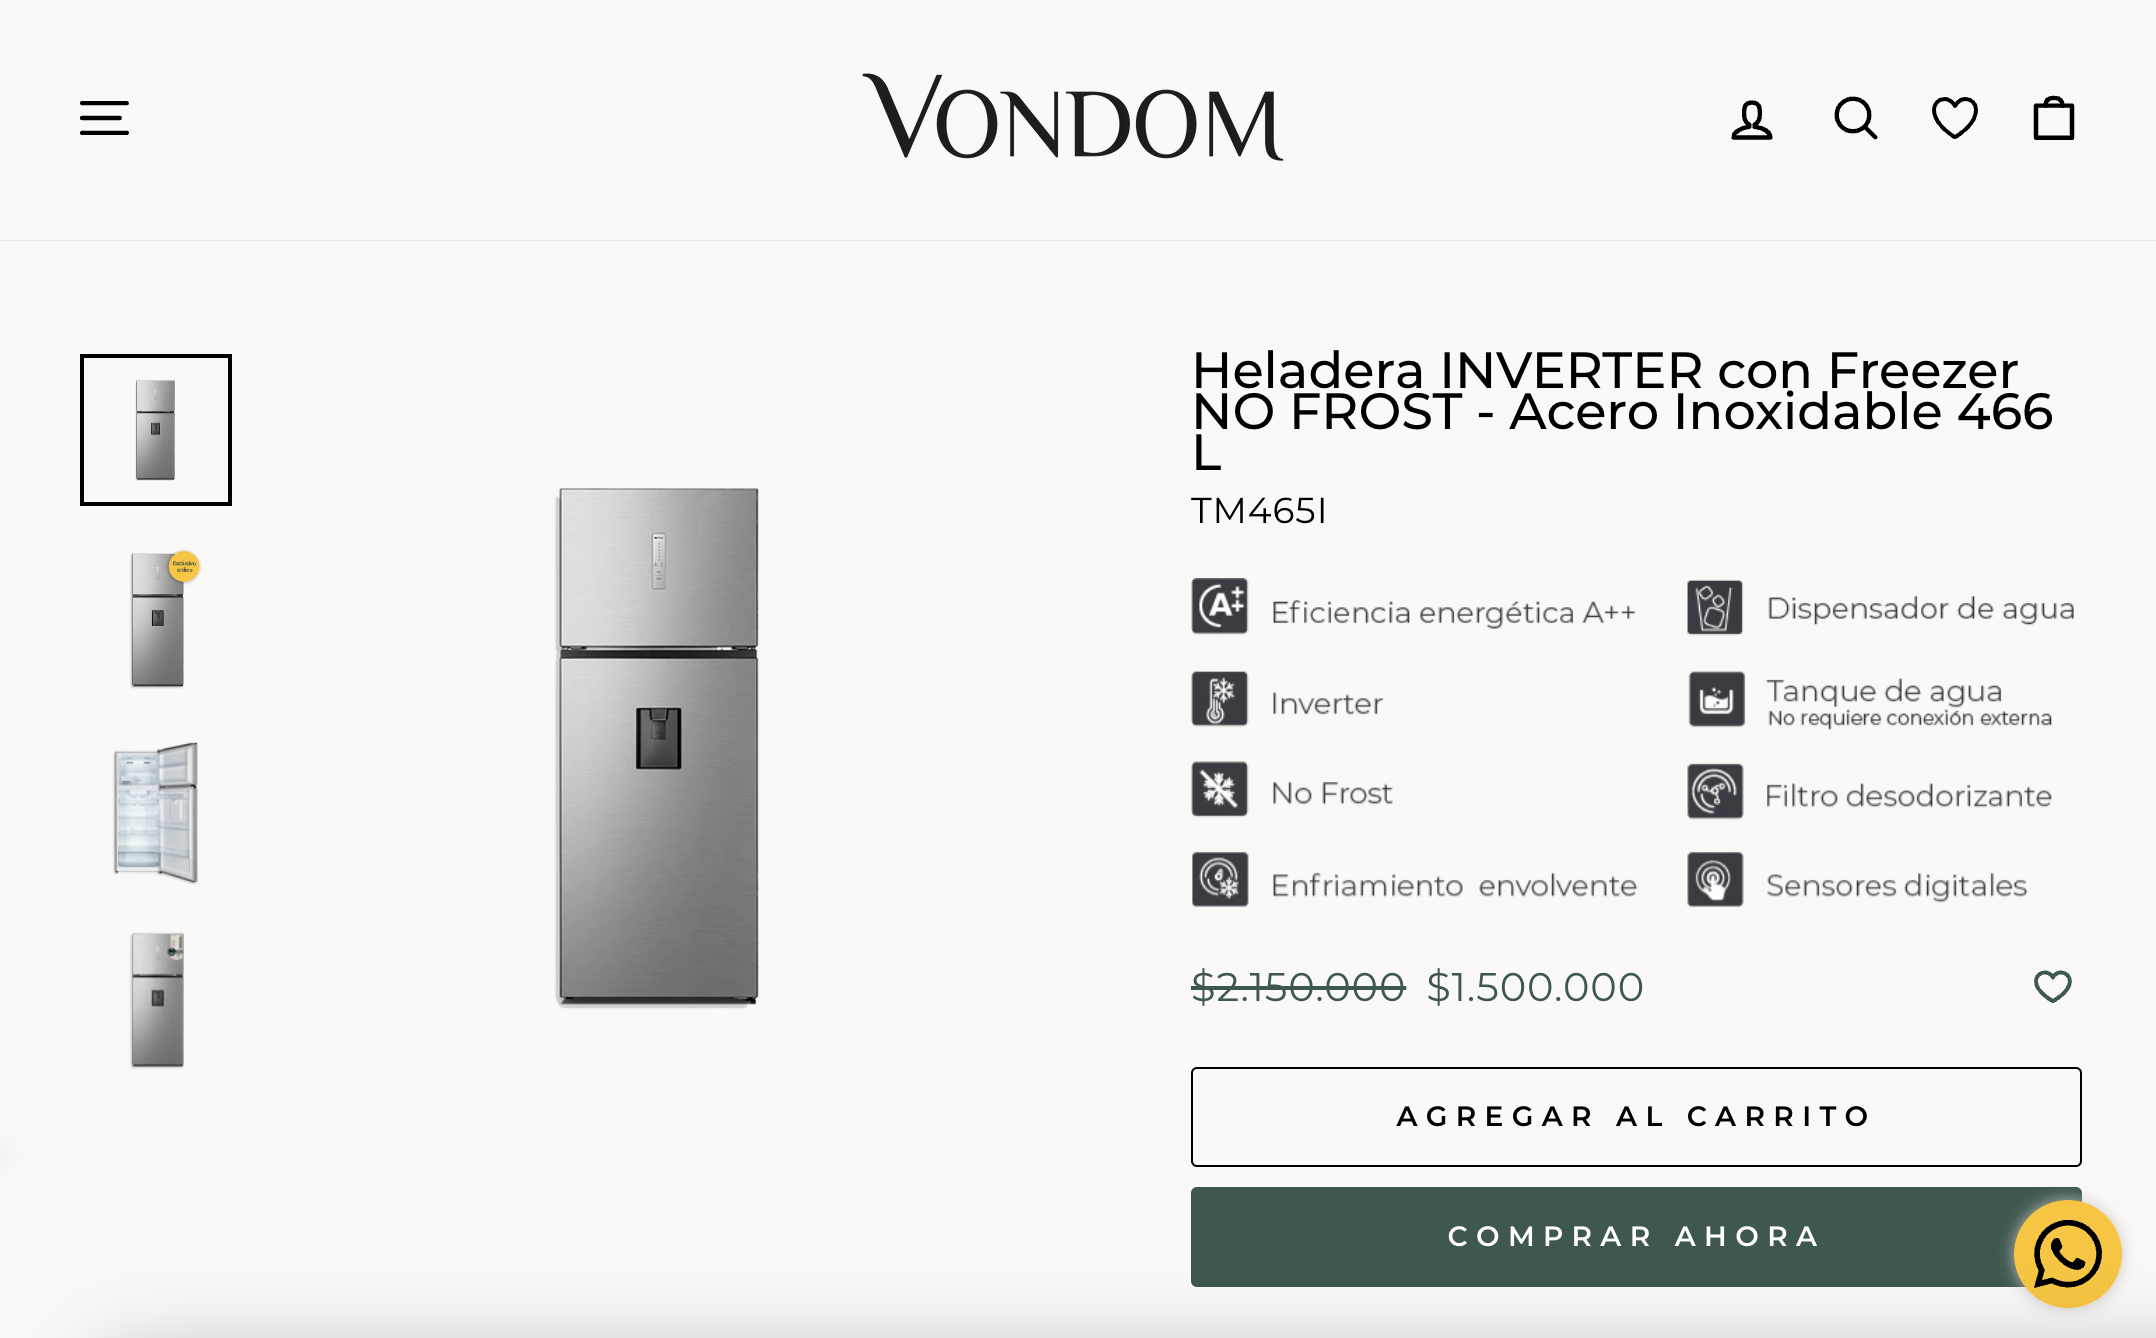 VONDOM
Heladera INVERTER con Freezer
NO FROST - Acero Inoxidable 466
L
TM465I
A++ Eficiencia energética A++
Dispensador de agua
Inverter
Tanque de agua
No requiere conexión externa
No Frost
Filtro desodorizante
Enfriamiento envolvente
Sensores digitales
$2.150.000 $1.500.000
AGREGAR AL CARRITO
COMPRAR AHORA
Exclusivo
online